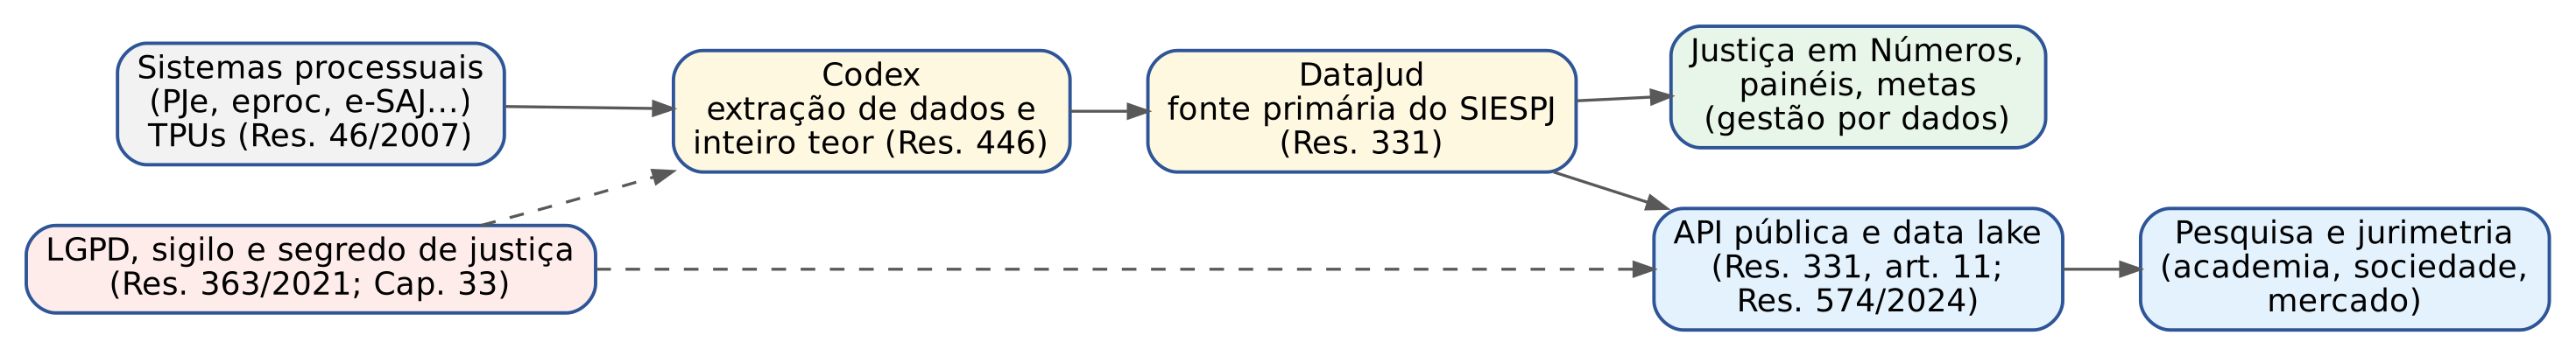 Sistemas processuais
(PJe, eproc, e-SAJ...)
TPUs (Res. 46/2007)
Codex
extração de dados e
inteiro teor (Res. 446)
DataJud
fonte primária do SIESPJ
(Res. 331)
Justiça em Números,
painéis, metas
(gestão por dados)
LGPD, sigilo e segredo de justiça
(Res. 363/2021; Cap. 33)
API pública e data lake
(Res. 331, art. 11;
Res. 574/2024)
Pesquisa e jurimetria
(academia, sociedade,
mercado)